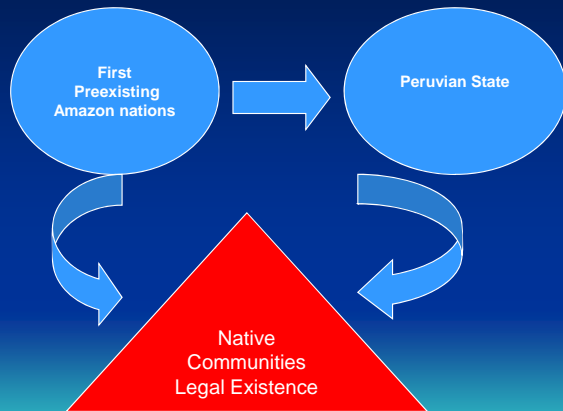 First
Preexisting
Amazon nations
Peruvian State
Native
Communities
Legal Existence